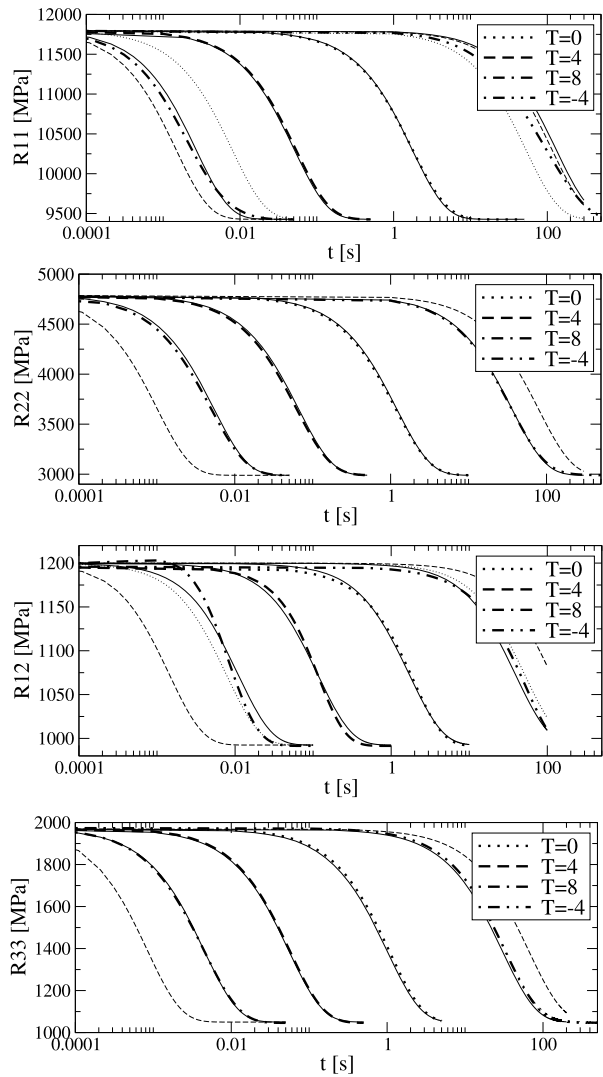 12000
11500
11000
10500
10000
9500
R11 [MPa]
T=0
T=4
T=8
T=-4
0.0001 0.01 1 100
t [s]
5000
4500
4000
3500
3000
R22 [MPa]
T=0
T=4
T=8
T=-4
0.0001 0.01 1 100
t [s]
1200
1150
1100
1050
1000
R12 [MPa]
T=0
T=4
T=8
T=-4
0.0001 0.01 1 100
t [s]
2000
1800
1600
1400
1200
1000
R33 [MPa]
T=0
T=4
T=8
T=-4
0.0001 0.01 1 100
t [s]